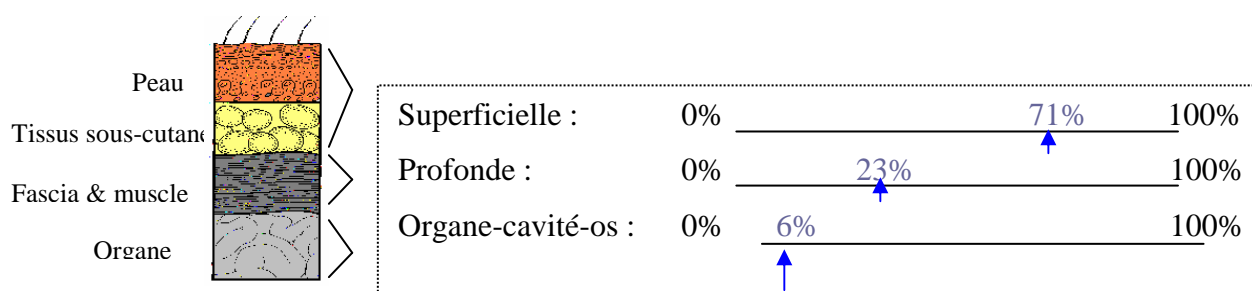 Peau
Tissus sous-cutané
Fascia & muscle
Organe
Superficielle : 0% 71% 100%
Profonde : 0% 23% 100%
Organe-cavité-os : 0% 6% 100%